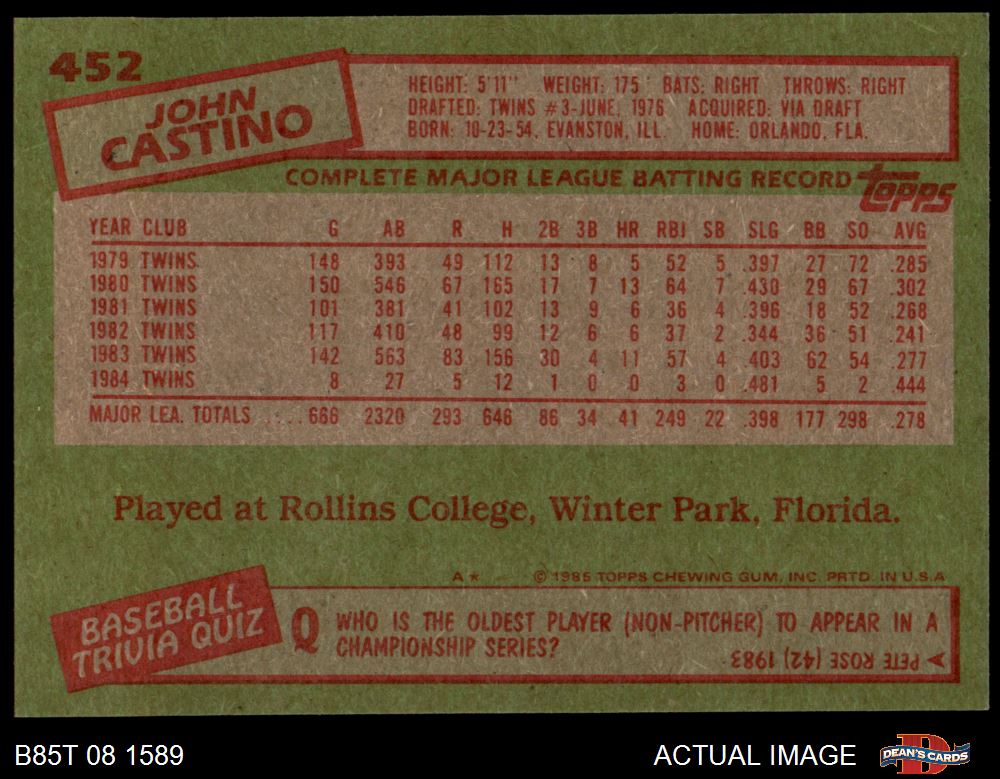 452
JOHN
CASTINO
HEIGHT: 5'11" WEIGHT: 175 BATS: RIGHT THROWS: RIGHT
DRAFTED: TWINS #3-JUNE, 1976 ACQUIRED: VIA DRAFT
BORN: 10-23-54, EVANSTON, ILL. HOME: ORLANDO, FLA.
COMPLETE MAJOR LEAGUE BATTING RECORD topps
YEAR CLUB G AB R H 2B 3B HR RBI SB SLG BB SO AVG
1979 TWINS 148 393 49 112 13 8 5 52 5 .397 27 72 .285
1980 TWINS 150 546 67 165 17 7 13 64 7 .430 29 67 .302
1981 TWINS 101 381 41 102 13 9 6 36 4 .396 18 52 .268
1982 TWINS 117 410 48 99 12 6 6 37 2 .344 36 51 .241
1983 TWINS 142 563 83 156 30 4 11 57 4 .403 62 54 .277
1984 TWINS 8 27 5 12 1 0 0 3 0 .481 5 2 .444
MAJOR LEA. TOTALS .....666 2320 293 646 86 34 41 249 22 .398 177 298 .278
Played at Rollins College, Winter Park, Florida.
A* © 1985 TOPPS CHEWING GUM, INC. PRTD. IN U.S.A
BASEBALL
TRIVIA QUIZ
Q WHO IS THE OLDEST PLAYER (NON-PITCHER) TO APPEAR IN A
CHAMPIONSHIP SERIES?
A PETE ROSE (42) 1983
B85T 08 1589
ACTUAL IMAGE
D DEAN'S CARDS